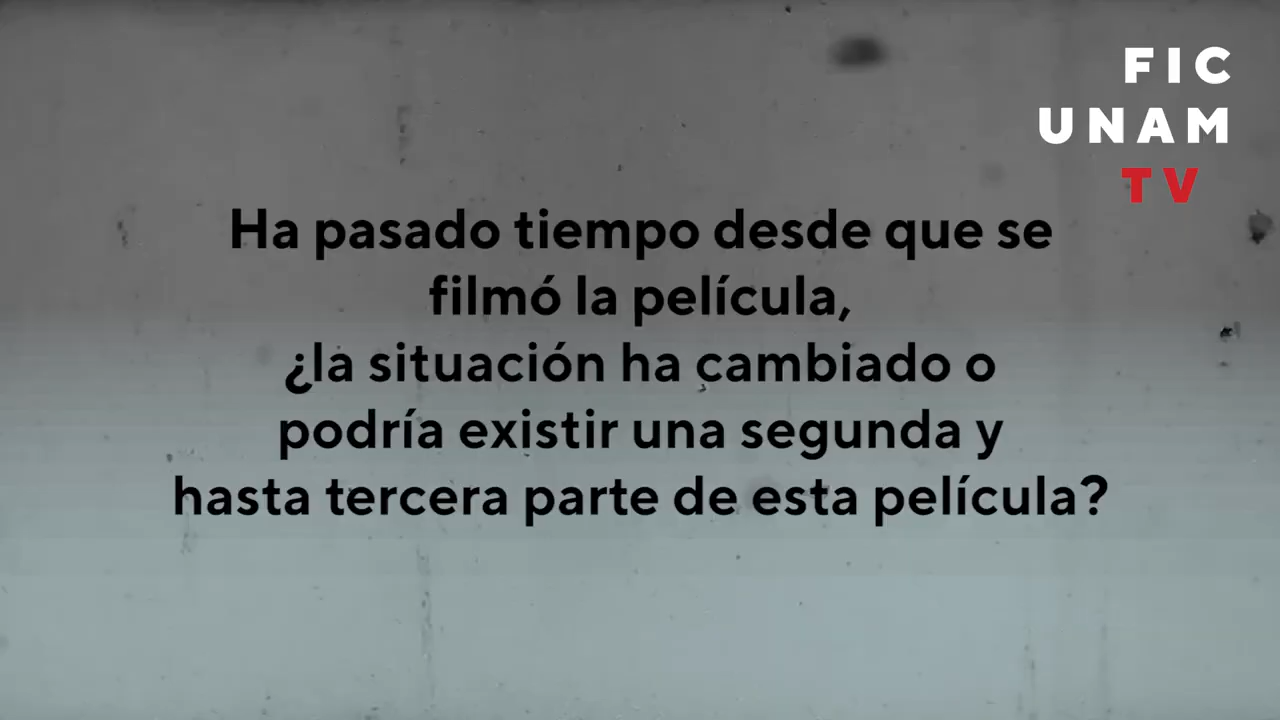 FIC
UNAM
TV
Ha pasado tiempo desde que se
filmó la película,
¿la situación ha cambiado o
podría existir una segunda y
hasta tercera parte de esta película?